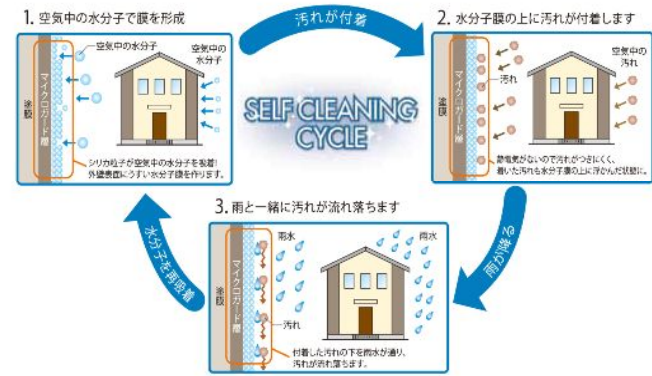 1. 空気中の水分子で膜を形成
空気中の水分子
空気中の
水分子
塗膜
マイクロガード層
シリカ粒子が空気中の水分子を吸着!
外壁表面にうすい水分子膜を作ります。
汚れが付着
SELF CLEANING
CYCLE
2. 水分子膜の上に汚れが付着します
汚れ
空気中の
汚れ
塗膜
マイクロガード層
静電気がないので汚れがつきにくく、
着いた汚れも水分子膜の上に浮かんだ状態に。
雨が降る
3. 雨と一緒に汚れが流れ落ちます
雨水
雨水
塗膜
マイクロガード層
汚れ
付着した汚れの下を雨水が通り、
汚れが流れ落ちます。
水分子を再吸着